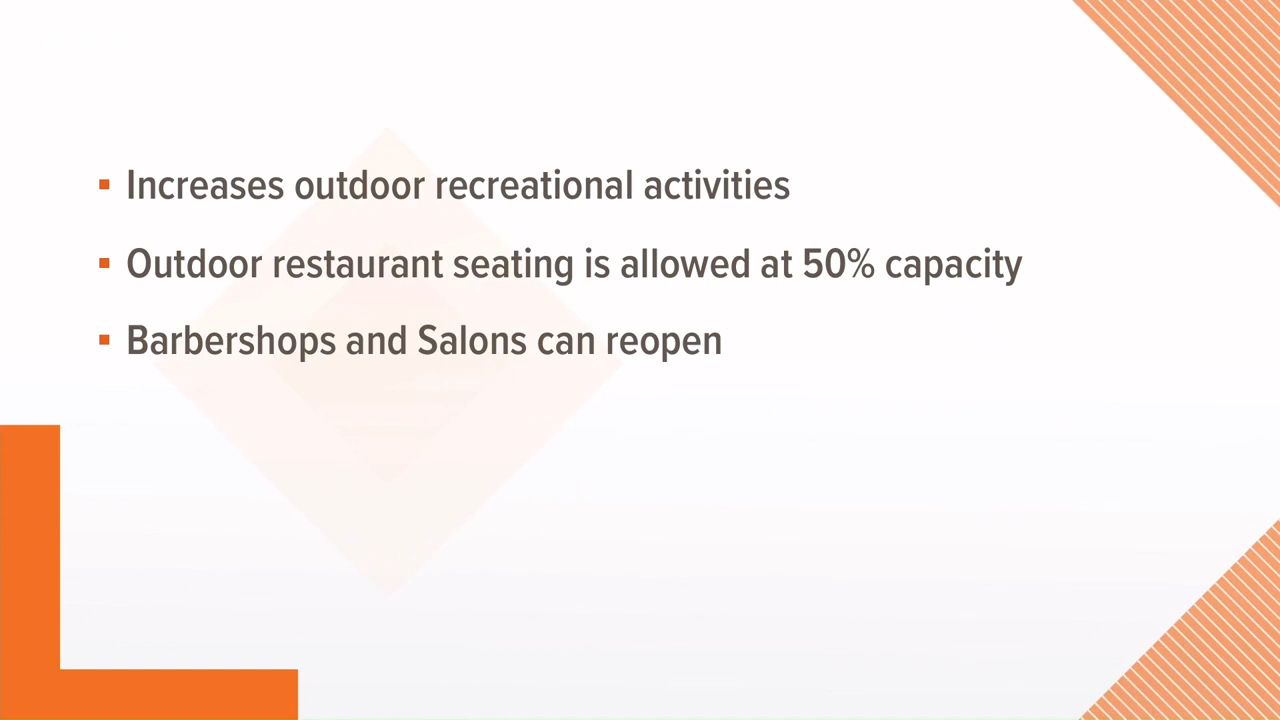 Increases outdoor recreational activities
Outdoor restaurant seating is allowed at 50% capacity
Barbershops and Salons can reopen